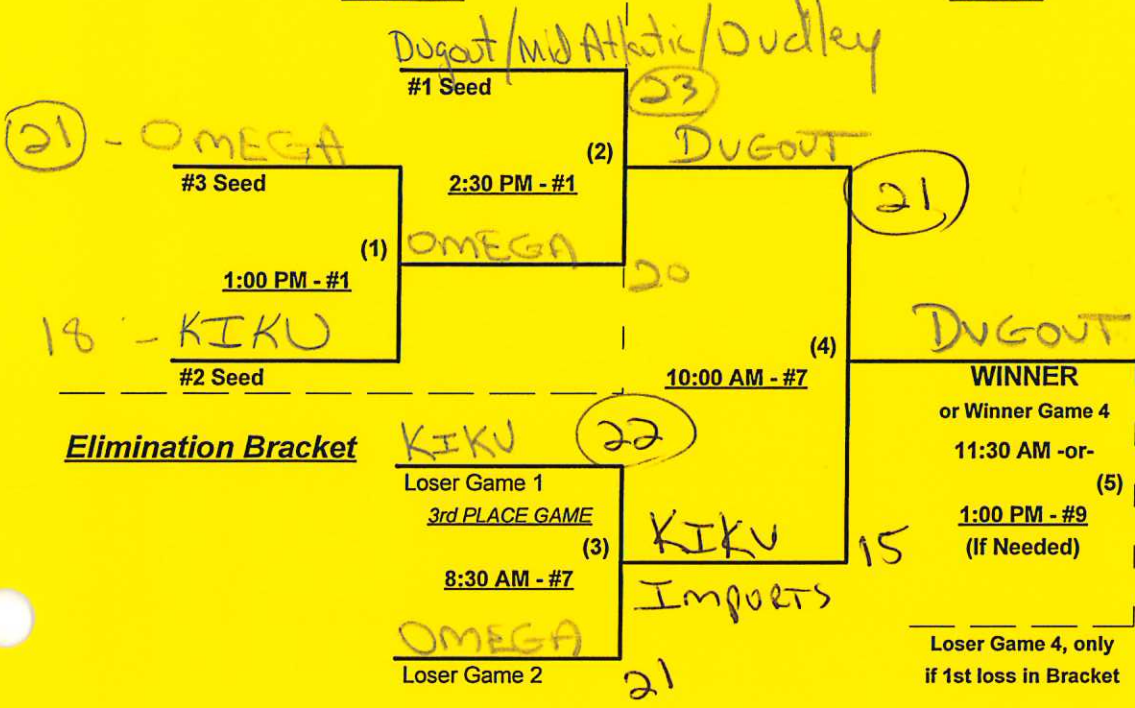 Dugout/Mid Atlantic/Dudley
#1 Seed
23
21 - OMEGA
#3 Seed
(2)
DUGOUT
2:30 PM - #1
21
(1)
OMEGA
20
1:00 PM - #1
18 - KIKU
#2 Seed
(4)
10:00 AM - #7
DUGOUT
WINNER
or Winner Game 4
11:30 AM -or-
(5)
1:00 PM - #9
(If Needed)
Elimination Bracket
KIKU
22
Loser Game 1
3rd PLACE GAME
(3)
KIKU
15
8:30 AM - #7
Imports
OMEGA
Loser Game 2
21
Loser Game 4, only
if 1st loss in Bracket